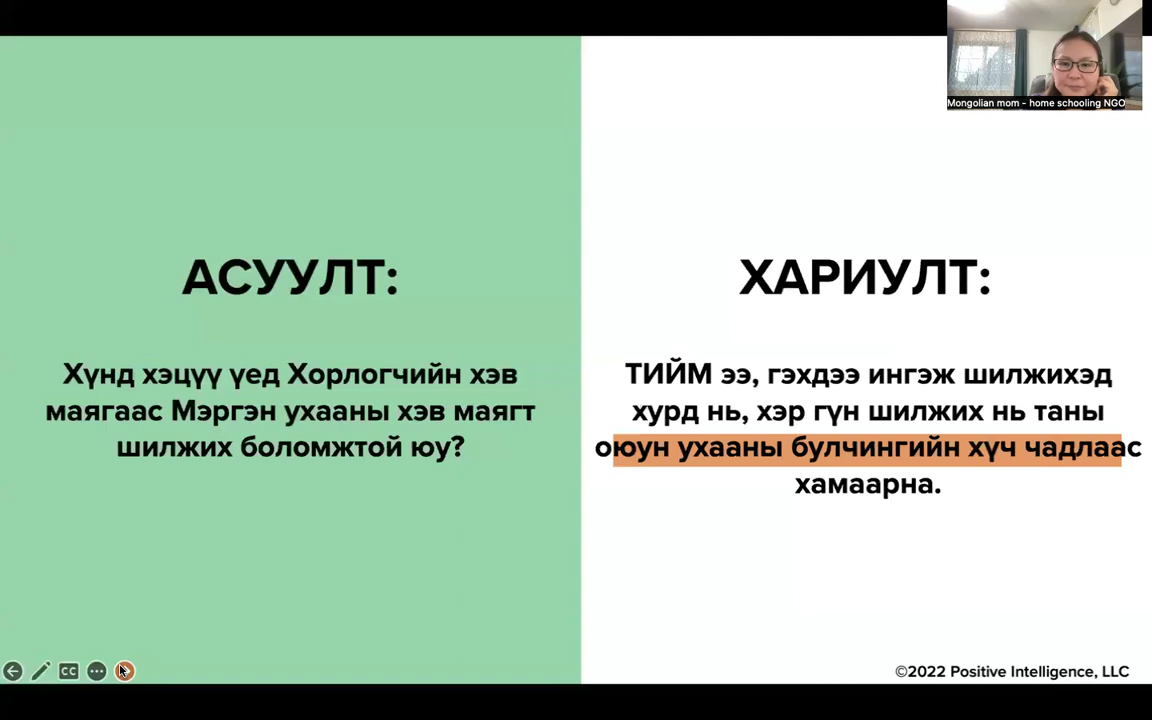 Mongolian mom - home schooling NGO
АСУУЛТ:
Хүнд хэцүү үед Хорлогчийн хэв
маягаас Мэргэн ухааны хэв маягт
шилжих боломжтой юу?
ХАРИУЛТ:
ТИЙМ ээ, гэхдээ ингэж шилжихэд
хурд нь, хэр гүн шилжих нь таны
оюун ухааны булчингийн хүч чадлаас
хамаарна.
CC
©2022 Positive Intelligence, LLC